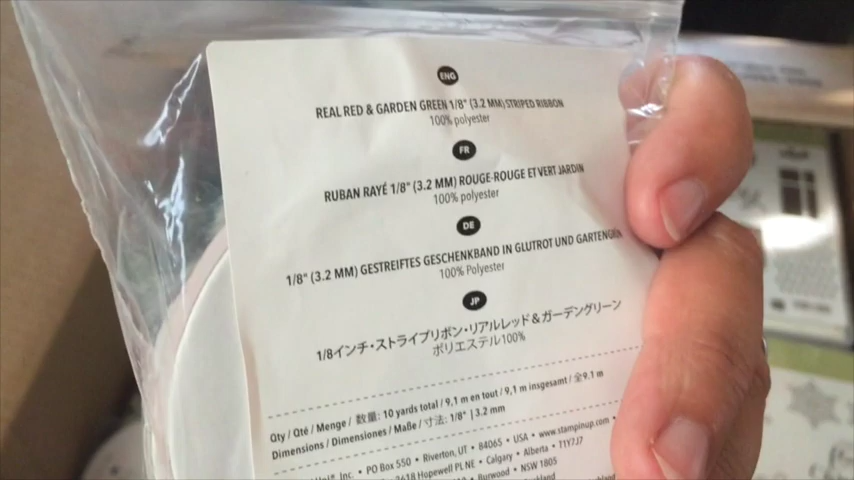 ENG
REAL RED & GARDEN GREEN 1/8" (3.2 MM) STRIPED RIBBON
100% polyester
FR
RUBAN RAYÉ 1/8" (3.2 MM) ROUGE-ROUGE ET VERT JARDIN
100% polyester
DE
1/8" (3.2 MM) GESTREIFTES GESCHENKBAND IN GLUTROT UND
100% Polyester
JP
1/8インチ・ストライプリボン・リアルレッド&ガーデングリーン
ポリエステル100%
Qty / Qté / Menge / 数量: 10 yards total / 9,1 m en tout / 9,1 m insgesamt / 全9.1 m
Dimensions / Dimensiones / Maße / 寸法: 1/8" | 3.2 mm
Inc. • PO Box 550 • Riverton, UT • 84065 • USA • www.stampinup.
Hopewell Pl NE • Calgary • Alberta • T1Y7J7
• Burwood • NSW 1805